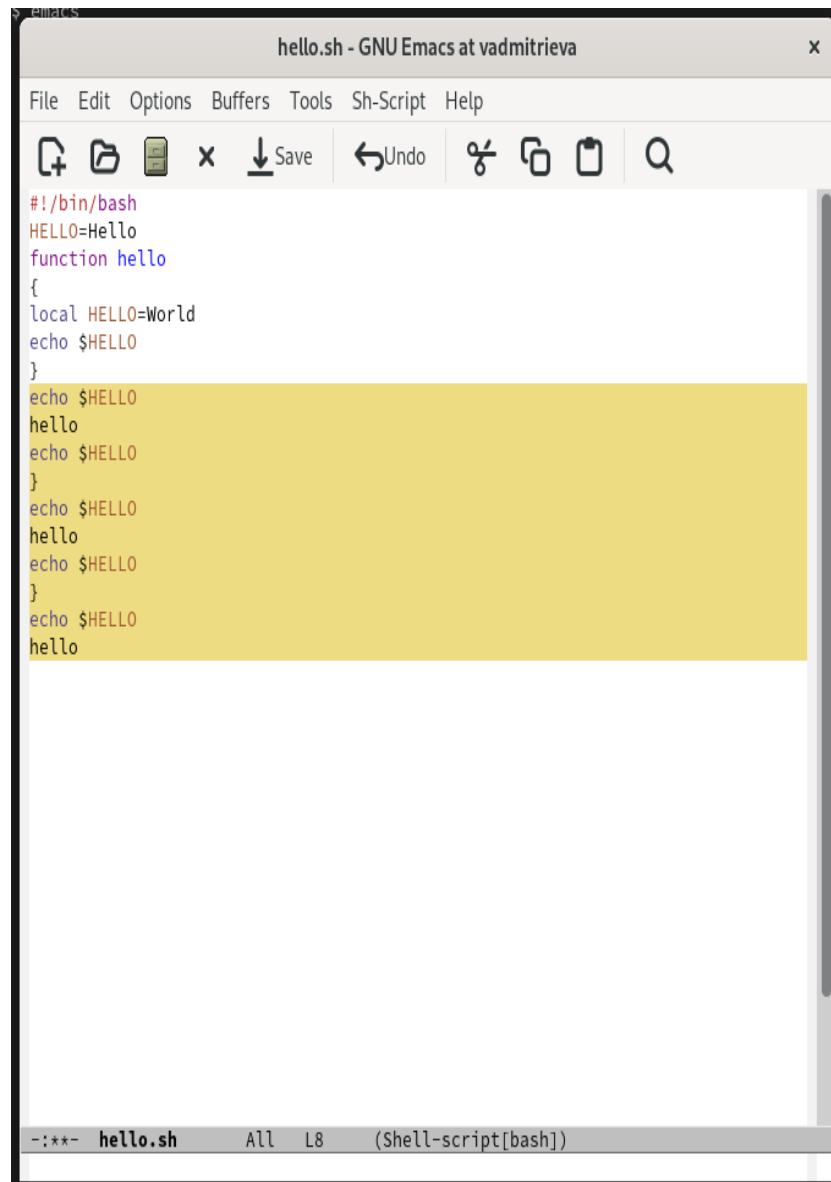 $ emacs
hello.sh - GNU Emacs at vadmitrieva x
File Edit Options Buffers Tools Sh-Script Help
Save Undo
#!/bin/bash
HELLO=Hello
function hello
{
local HELLO=World
echo $HELLO
}
echo $HELLO
hello
echo $HELLO
}
echo $HELLO
hello
echo $HELLO
}
echo $HELLO
hello
-:**- hello.sh All L8 (Shell-script[bash])